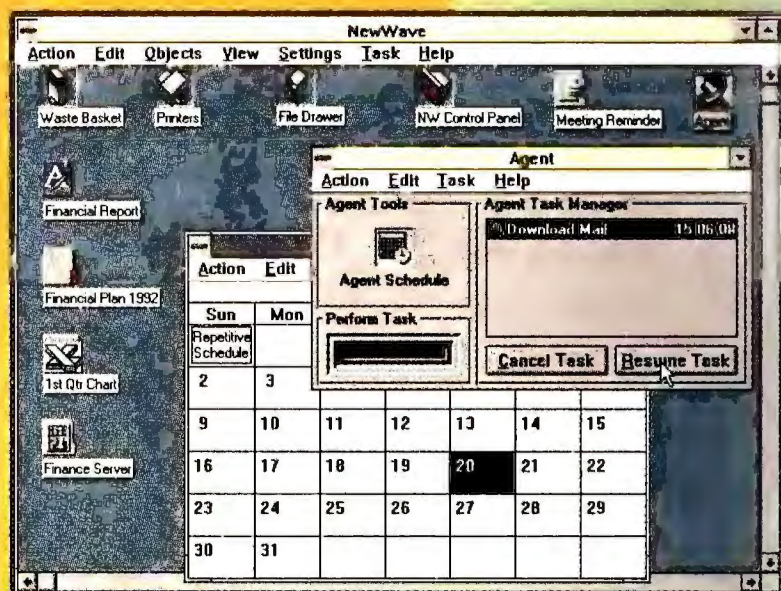 NewWave
Action Edit Objects View Settings Task Help
Waste Basket Printers File Drawer NW Control Panel Meeting Reminder Agent
Financial Report
Financial Plan 1992
1st Qtr Chart
Finance Server
Agent
Action Edit Task Help
Agent Tools
Agent Schedule
Perform Task
Agent Task Manager
Download Mail 15:06:08
Cancel Task Resume Task
Action Edit
Sun Mon
Repetitive
Schedule
2 3
9 10 11 12 13 14 15
16 17 18 19 20 21 22
23 24 25 26 27 28 29
30 31